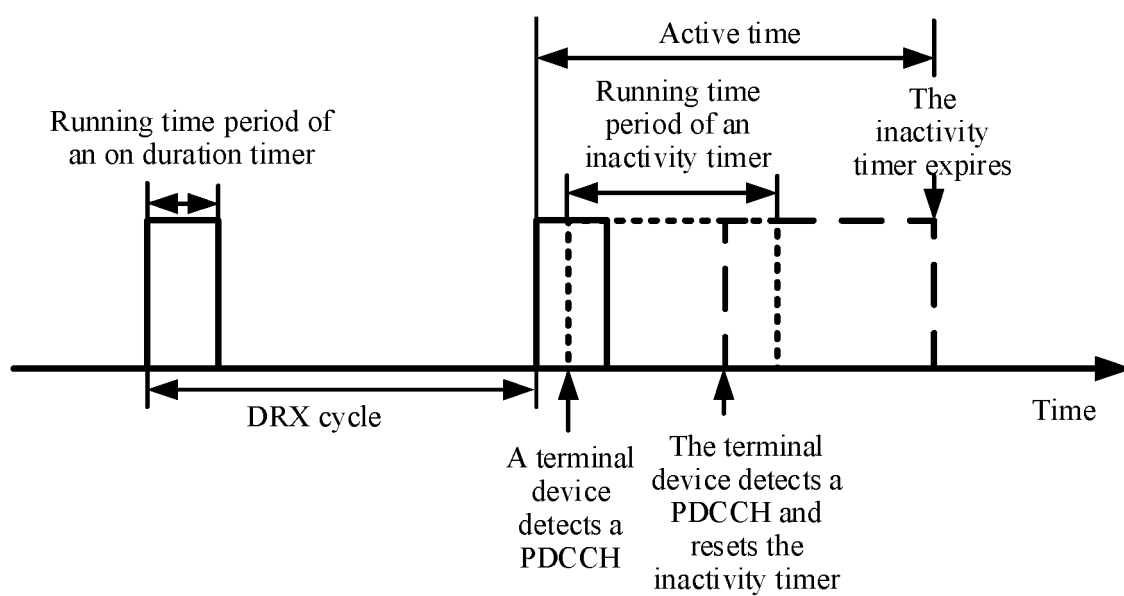 Active time
Running time period of
an on duration timer
Running time
period of an
inactivity timer
The
inactivity
timer expires
DRX cycle
Time
A terminal
device
detects a
PDCCH
The terminal
device detects a
PDCCH and
resets the
inactivity timer